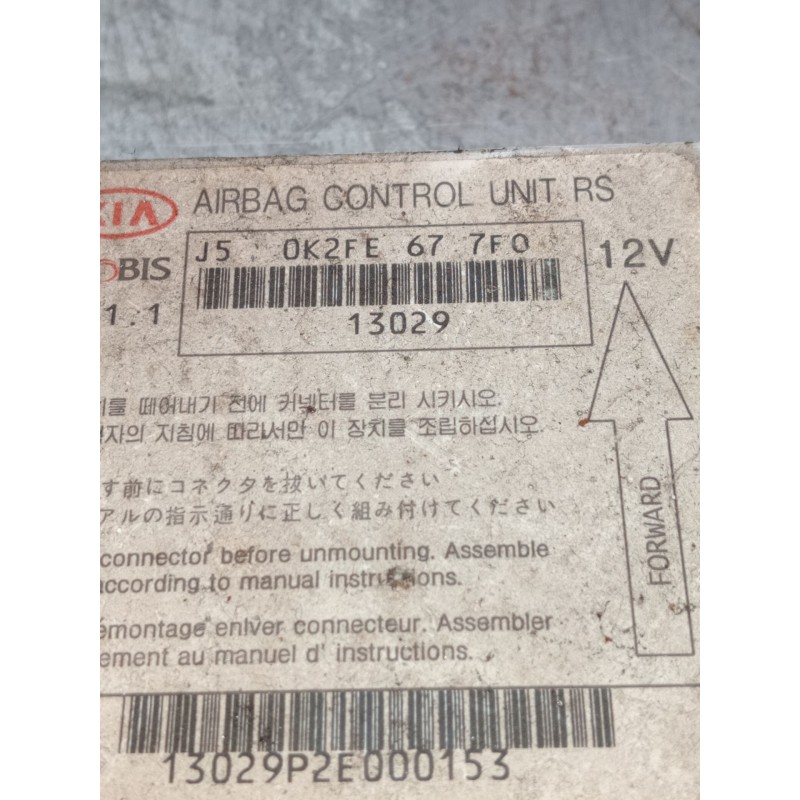 KIA AIRBAG CONTROL UNIT RS
J5 0K2FE 67 7F0
OBIS
12V
1.1
13029
를 떼어내기 전에 커넥터를 분리 시키시오.
자의 지침에 따라서만 이 장치를 조립하십시오.
す前にコネクタを抜いてください
アルの指示通りに正しく組み付けてください
FORWARD
connector before unmounting. Assemble
according to manual instructions.
émontage enlver connecteur. Assembler
ement au manuel d' instructions.
13029P2E000153